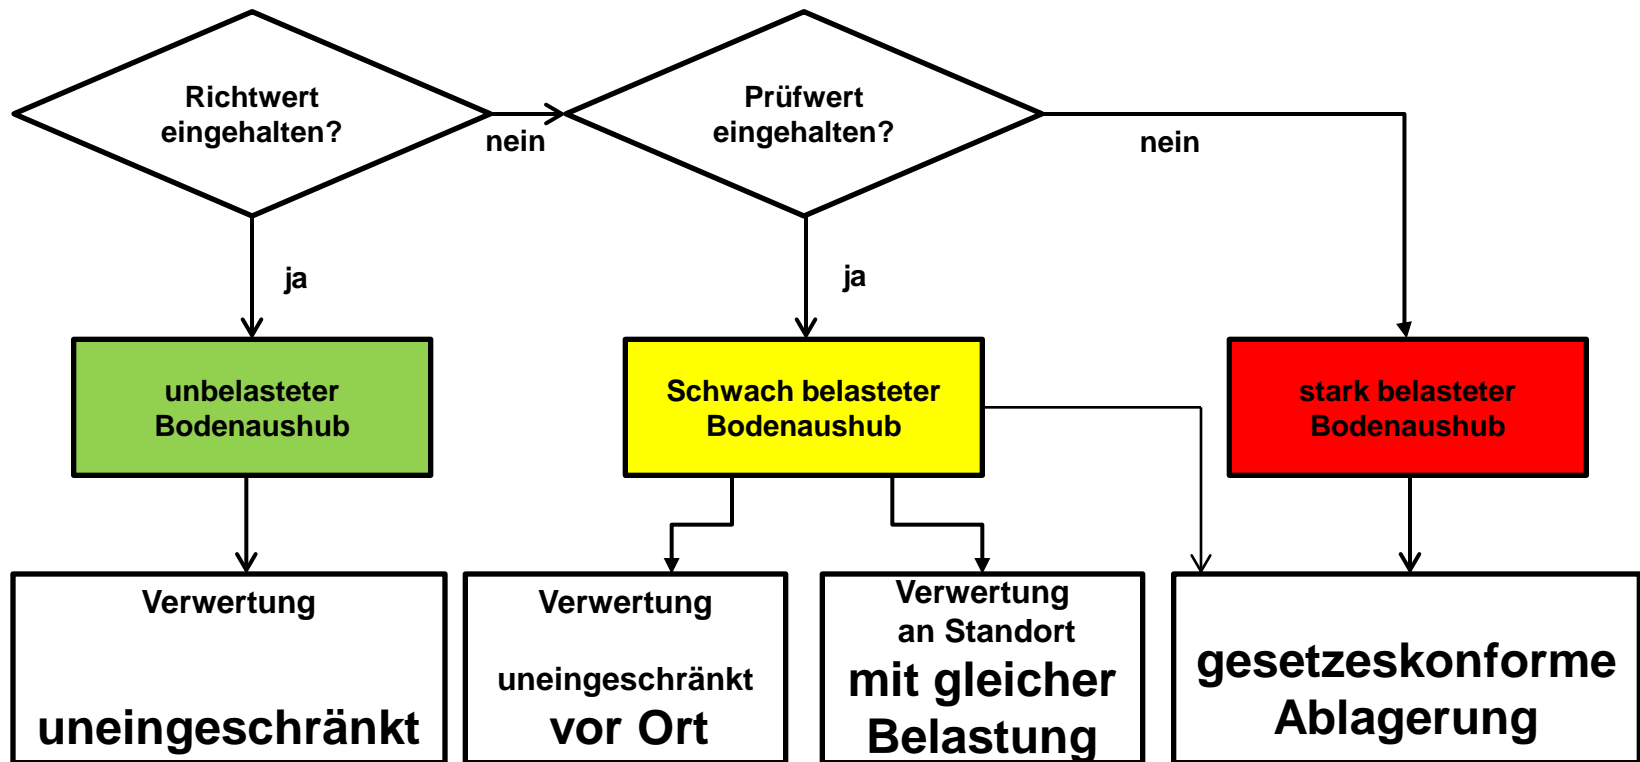 Richtwert
eingehalten?
nein
Prüfwert
eingehalten?
nein
ja
ja
unbelasteter
Bodenaushub
Schwach belasteter
Bodenaushub
stark belasteter
Bodenaushub
Verwertung
uneingeschränkt
Verwertung
uneingeschränkt
vor Ort
Verwertung
an Standort
mit gleicher
Belastung
gesetzeskonforme
Ablagerung